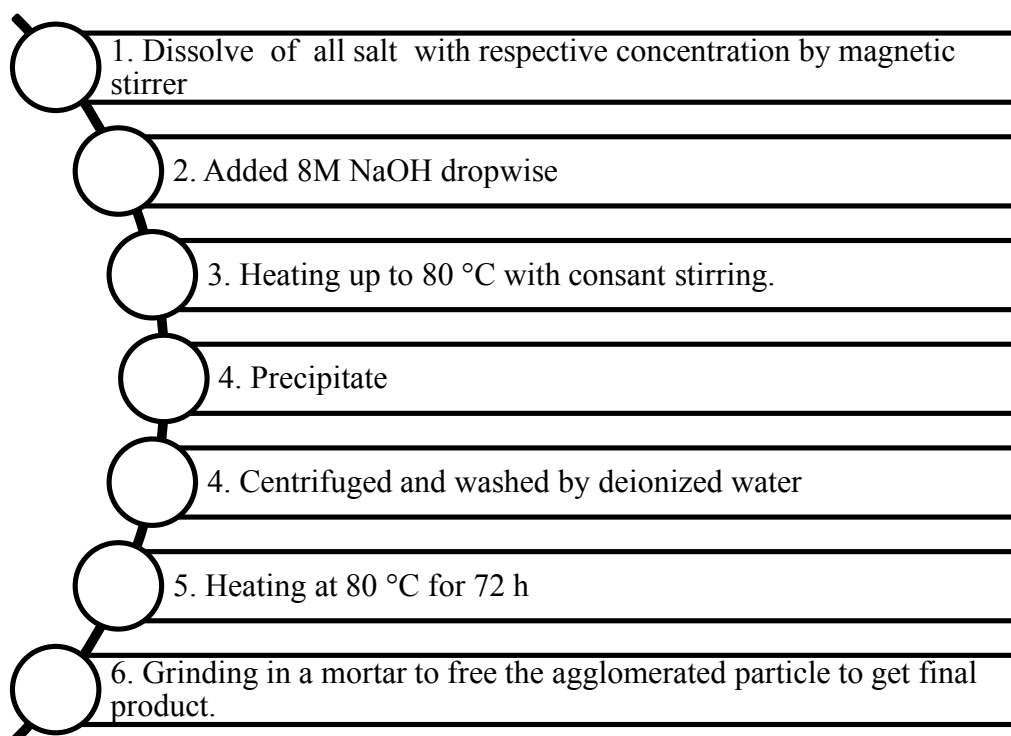 1. Dissolve of all salt with respective concentration by magnetic
stirrer
2. Added 8M NaOH dropwise
3. Heating up to 80 °C with consant stirring.
4. Precipitate
4. Centrifuged and washed by deionized water
5. Heating at 80 °C for 72 h
6. Grinding in a mortar to free the agglomerated particle to get final
product.